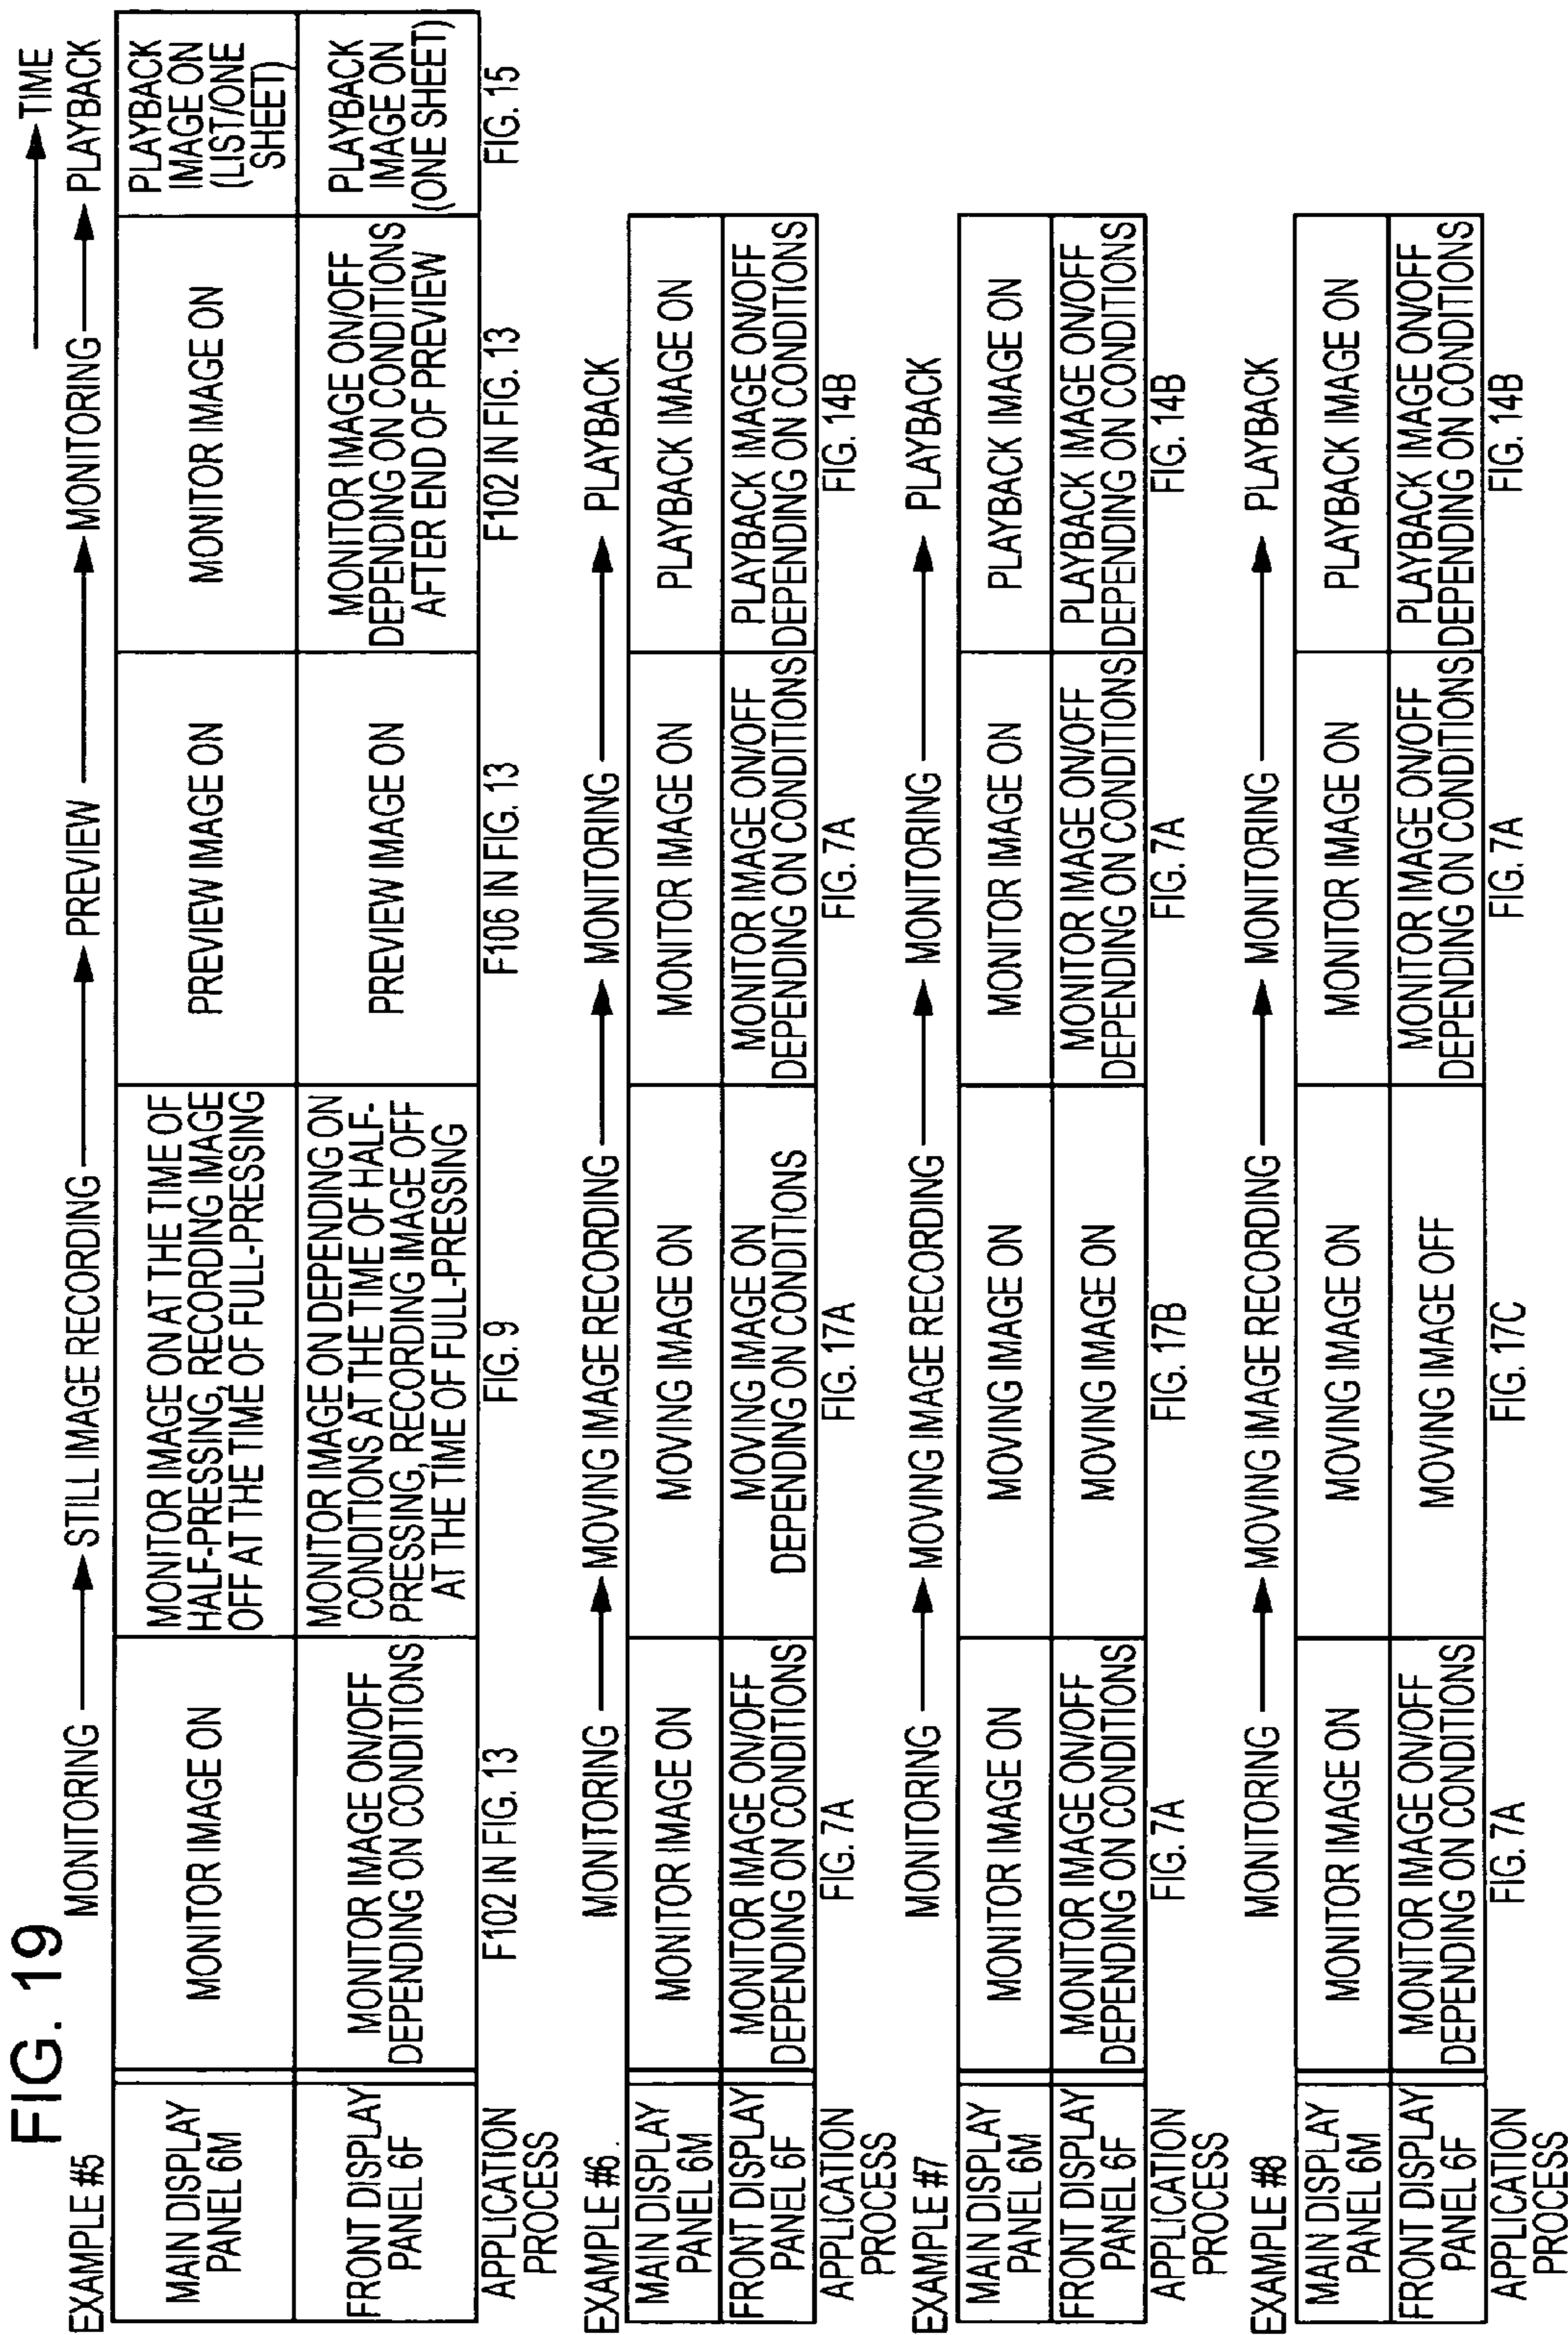 FIG. 19
TIME
EXAMPLE #5
MONITORING
STILL IMAGE RECORDING
PREVIEW
MONITORING
PLAYBACK
MAIN DISPLAY
PANEL 6M
MONITOR IMAGE ON
MONITOR IMAGE ON AT THE TIME OF
HALF-PRESSING, RECORDING IMAGE
OFF AT THE TIME OF FULL-PRESSING
PREVIEW IMAGE ON
MONITOR IMAGE ON
PLAYBACK
IMAGE ON
(LIST/ONE
SHEET)
FRONT DISPLAY
PANEL 6F
MONITOR IMAGE ON/OFF
DEPENDING ON CONDITIONS
MONITOR IMAGE ON DEPENDING ON
CONDITIONS AT THE TIME OF HALF-
PRESSING, RECORDING IMAGE OFF
AT THE TIME OF FULL-PRESSING
PREVIEW IMAGE ON
MONITOR IMAGE ON/OFF
DEPENDING ON CONDITIONS
AFTER END OF PREVIEW
PLAYBACK
IMAGE ON
(ONE SHEET)
APPLICATION
PROCESS
F102 IN FIG. 13
FIG. 9
F106 IN FIG. 13
F102 IN FIG. 13
FIG. 15
EXAMPLE #6.
MONITORING
MOVING IMAGE RECORDING
MONITORING
PLAYBACK
MAIN DISPLAY
PANEL 6M
MONITOR IMAGE ON
MOVING IMAGE ON
MONITOR IMAGE ON
PLAYBACK IMAGE ON
FRONT DISPLAY
PANEL 6F
MONITOR IMAGE ON/OFF
DEPENDING ON CONDITIONS
MOVING IMAGE ON
DEPENDING ON CONDITIONS
MONITOR IMAGE ON/OFF
DEPENDING ON CONDITIONS
PLAYBACK IMAGE ON/OFF
DEPENDING ON CONDITIONS
APPLICATION
PROCESS
FIG. 7A
FIG. 17A
FIG. 7A
FIG. 14B
EXAMPLE #7
MONITORING
MOVING IMAGE RECORDING
MONITORING
PLAYBACK
MAIN DISPLAY
PANEL 6M
MONITOR IMAGE ON
MOVING IMAGE ON
MONITOR IMAGE ON
PLAYBACK IMAGE ON
FRONT DISPLAY
PANEL 6F
MONITOR IMAGE ON/OFF
DEPENDING ON CONDITIONS
MOVING IMAGE ON
MONITOR IMAGE ON/OFF
DEPENDING ON CONDITIONS
PLAYBACK IMAGE ON/OFF
DEPENDING ON CONDITIONS
APPLICATION
PROCESS
FIG. 7A
FIG. 17B
FIG. 7A
FIG. 14B
EXAMPLE #8
MONITORING
MOVING IMAGE RECORDING
MONITORING
PLAYBACK
MAIN DISPLAY
PANEL 6M
MONITOR IMAGE ON
MOVING IMAGE ON
MONITOR IMAGE ON
PLAYBACK IMAGE ON
FRONT DISPLAY
PANEL 6F
MONITOR IMAGE ON/OFF
DEPENDING ON CONDITIONS
MOVING IMAGE OFF
MONITOR IMAGE ON/OFF
DEPENDING ON CONDITIONS
PLAYBACK IMAGE ON/OFF
DEPENDING ON CONDITIONS
APPLICATION
PROCESS
FIG. 7A
FIG. 17C
FIG. 7A
FIG. 14B